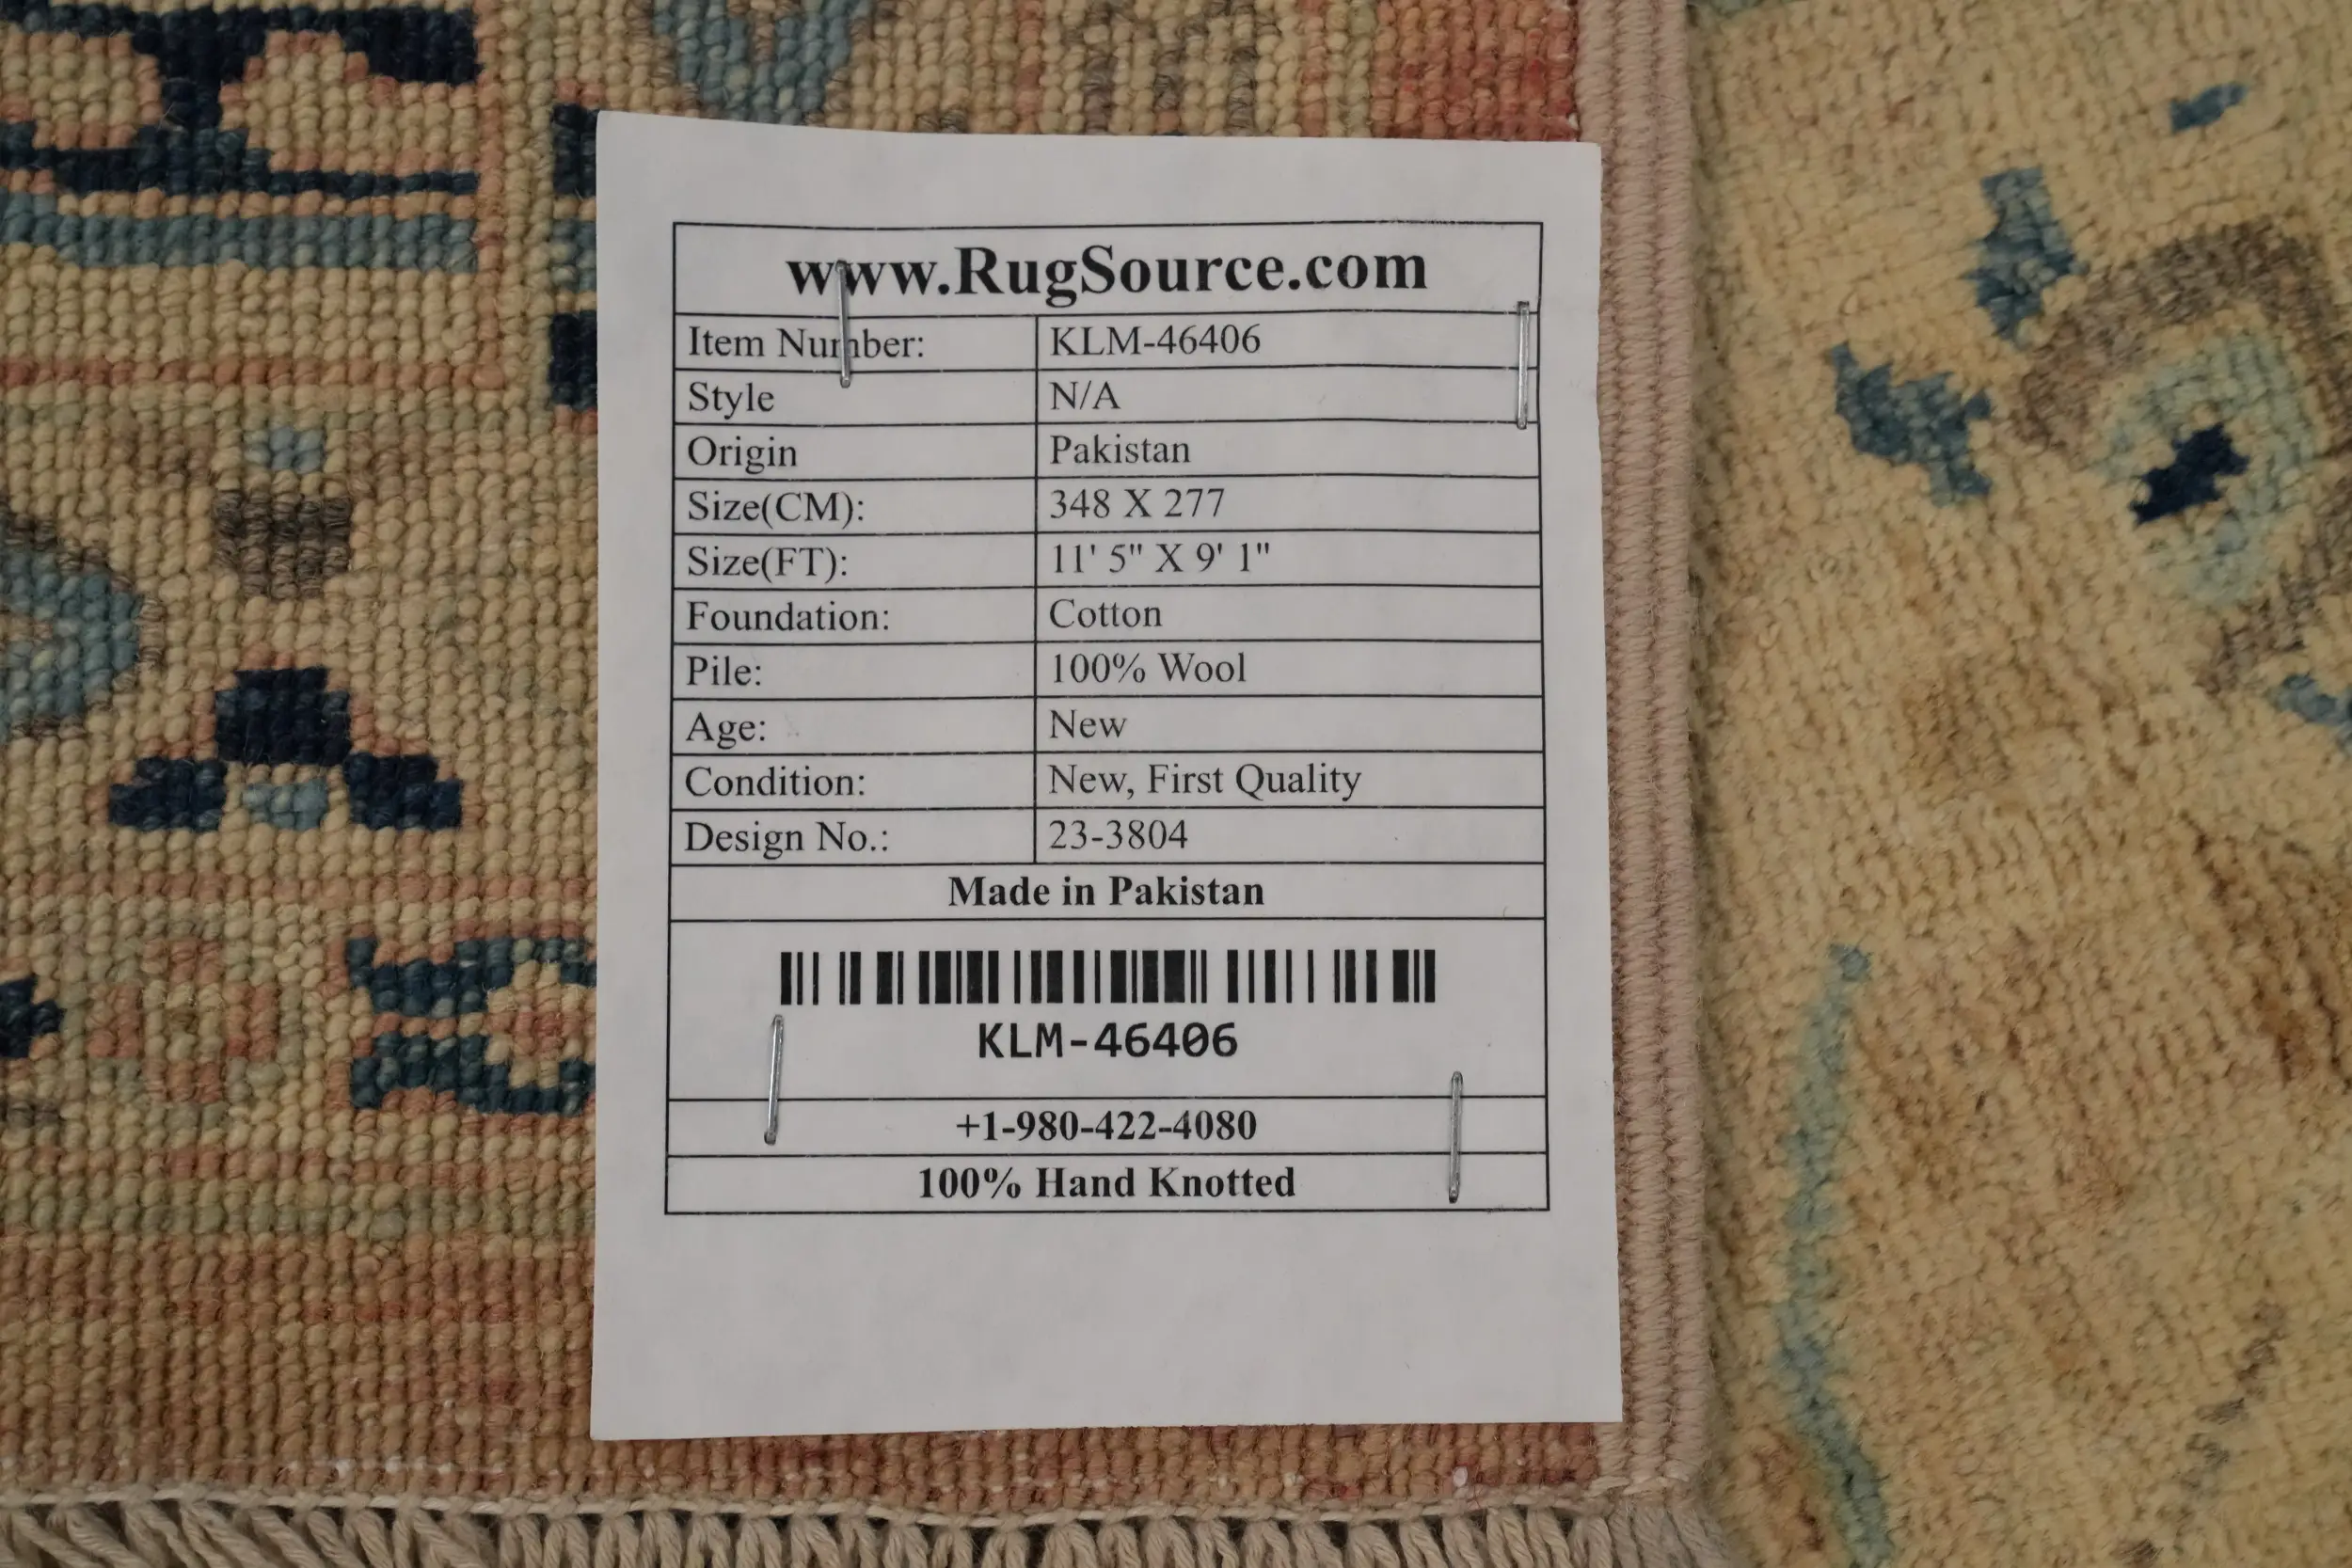 www.RugSource.com
Item Number: KLM-46406
Style N/A
Origin Pakistan
Size(CM): 348 X 277
Size(FT): 11' 5" X 9' 1"
Foundation: Cotton
Pile: 100% Wool
Age: New
Condition: New, First Quality
Design No.: 23-3804
Made in Pakistan
KLM-46406
+1-980-422-4080
100% Hand Knotted